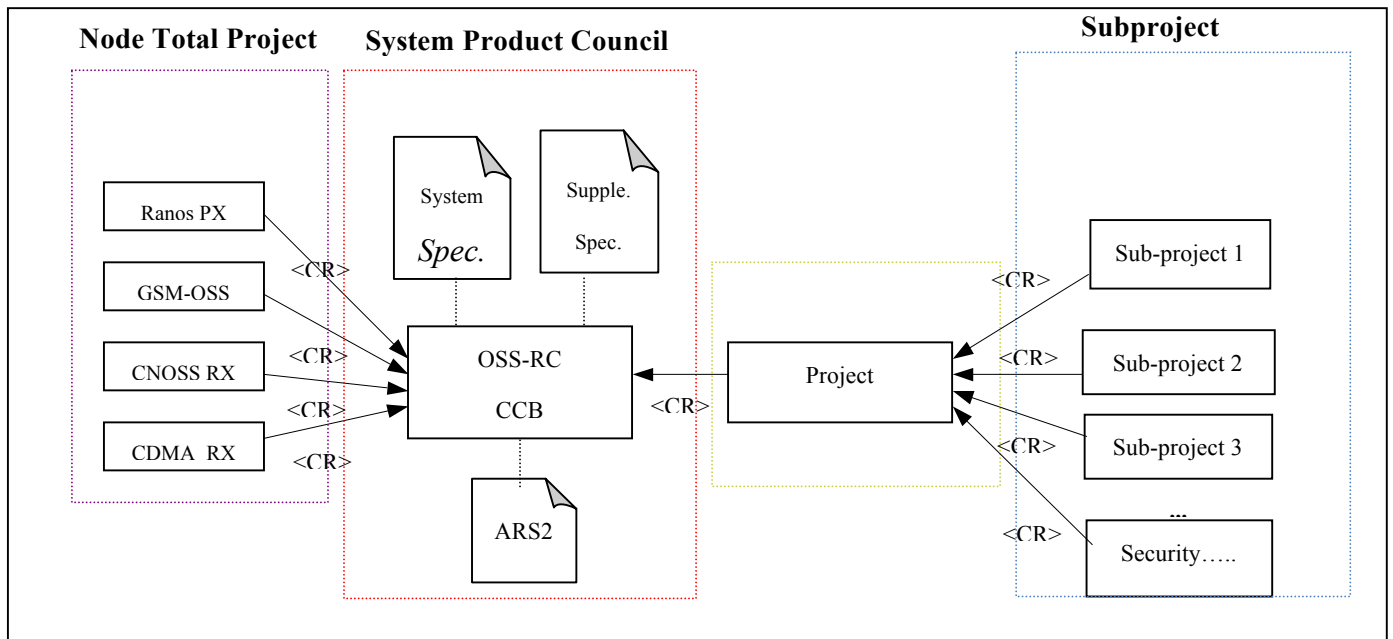 Node Total Project
System Product Council
Subproject
Ranos PX
GSM-OSS
CNOSS RX
CDMA RX
<CR>
<CR>
<CR>
<CR>
System
Spec.
Supple.
Spec.
OSS-RC
CCB
ARS2
<CR>
Project
<CR>
<CR>
<CR>
<CR>
Sub-project 1
Sub-project 2
Sub-project 3
...
Security…..